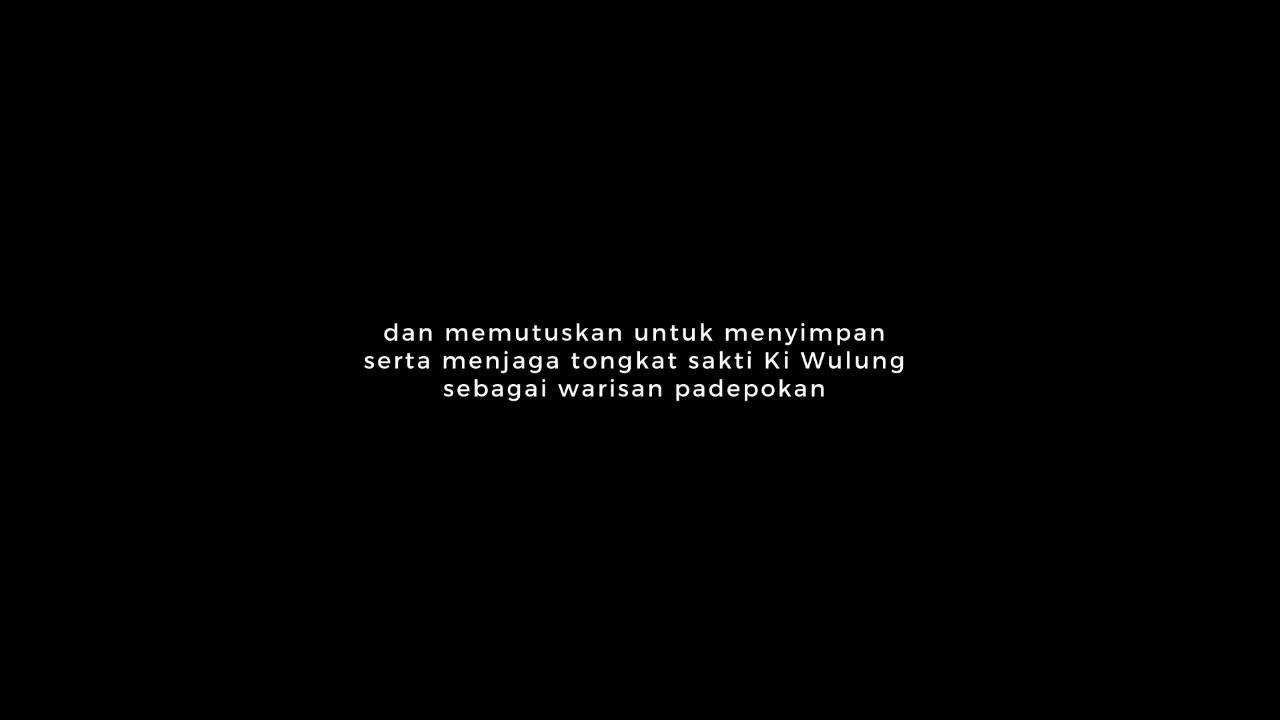 dan memutuskan untuk menyimpan
serta menjaga tongkat sakti Ki Wulung
sebagai warisan padepokan